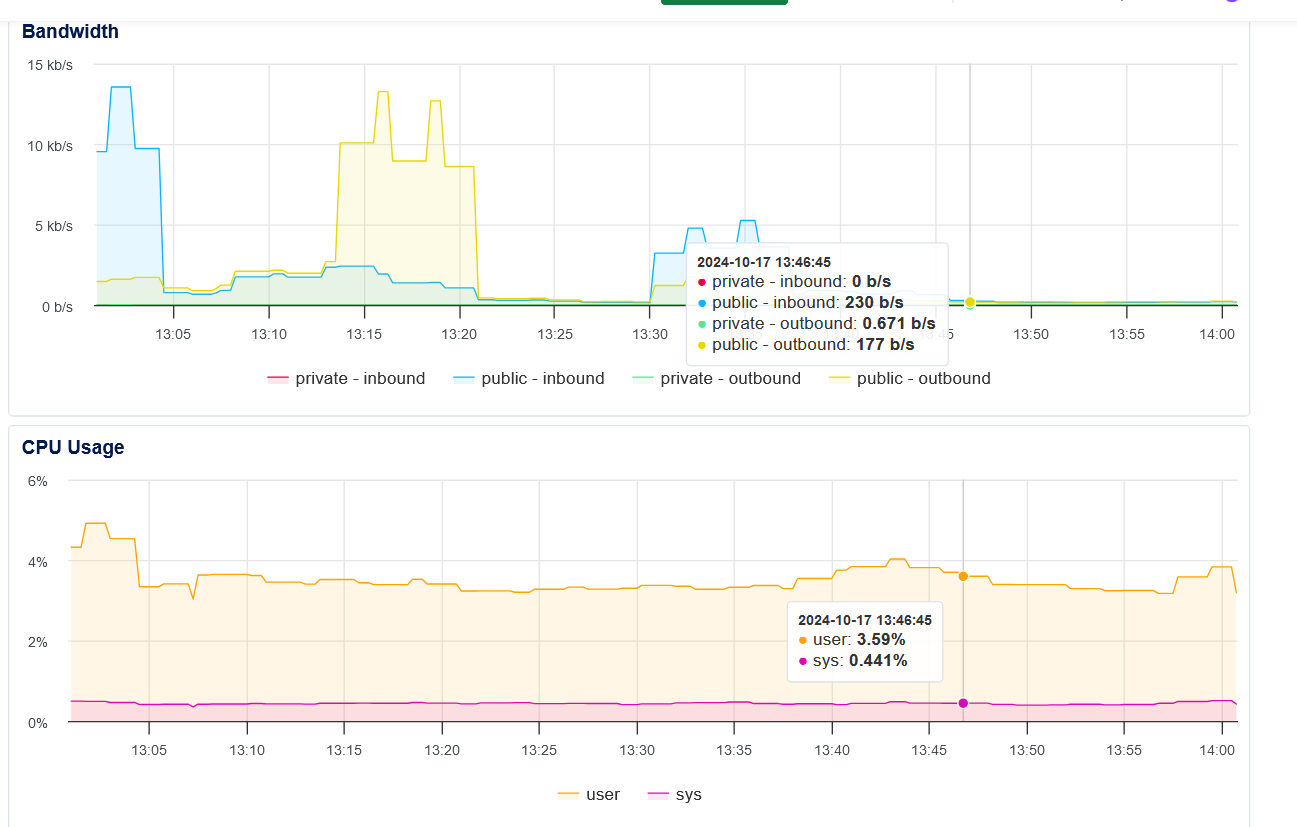 Bandwidth
15 kb/s
10 kb/s
5 kb/s
0 b/s
2024-10-17 13:46:45
private - inbound: 0 b/s
public - inbound: 230 b/s
private - outbound: 0.671 b/s
public - outbound: 177 b/s
13:05 13:10 13:15 13:20 13:25 13:30 13:50 13:55 14:00
private - inbound public - inbound private - outbound public - outbound
CPU Usage
6%
4%
2%
0%
2024-10-17 13:46:45
user: 3.59%
sys: 0.441%
13:05 13:10 13:15 13:20 13:25 13:30 13:35 13:40 13:45 13:50 13:55 14:00
user sys